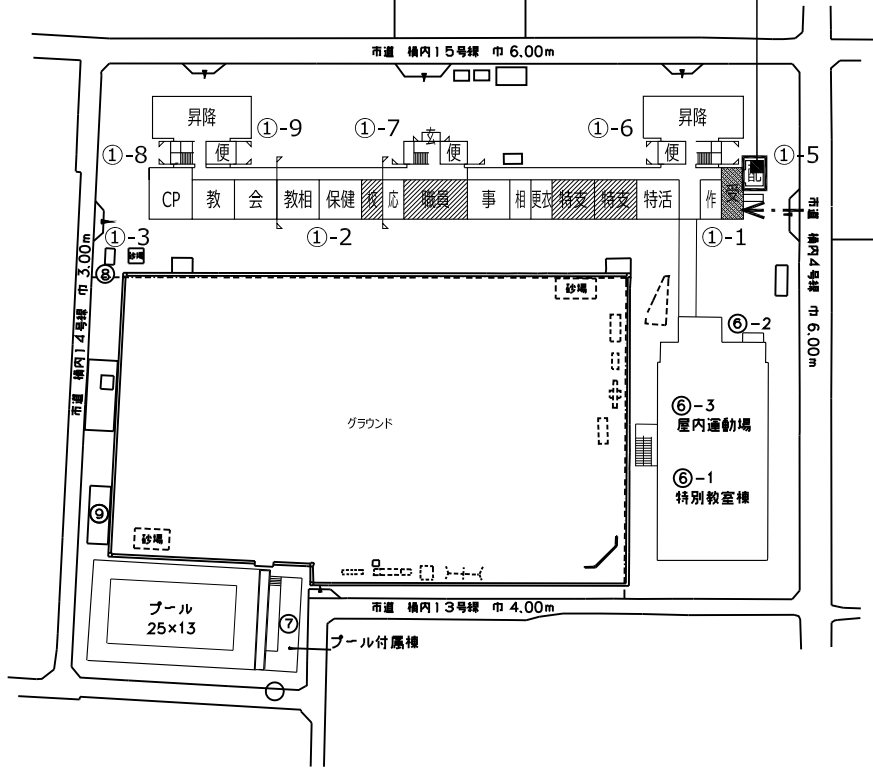 市道 横内15号線 巾 6.00m
昇降
昇降
①-9
①-7
玄
①-6
①-8
便
便
便
①-5
配
CP
教
会
教相
保健
校
応
職員
事
相
更衣
特支
特支
特活
作
受
①-3
①-2
①-1
砂場
⑧
市道 横内14号線 巾 3.00m
市道 横内4号線 巾 6.00m
砂場
⑥-2
⑥-3
屋内運動場
グラウンド
⑥-1
特別教室棟
⑨
砂場
プール
25×13
⑦
市道 横内13号線 巾 4.00m
プール付属棟